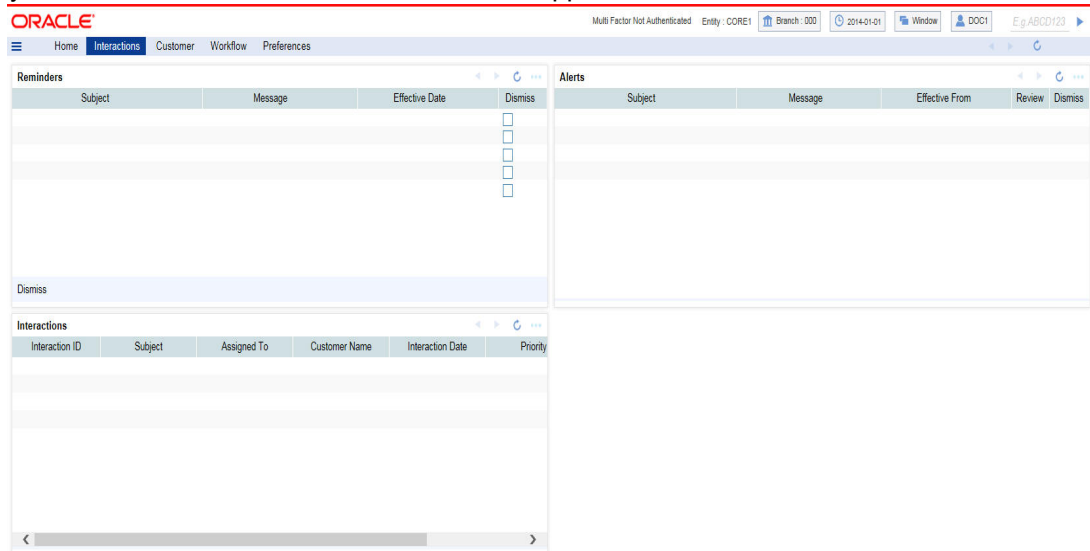 ORACLE
Multi Factor Not Authenticated Entity : CORE1 Branch : 000 2014-01-01 Window DOC1 E.g.ABCD123
Home Interactions Customer Workflow Preferences
Reminders
Subject Message Effective Date Dismiss
Dismiss
Alerts
Subject Message Effective From Review Dismiss
Interactions
Interaction ID Subject Assigned To Customer Name Interaction Date Priority